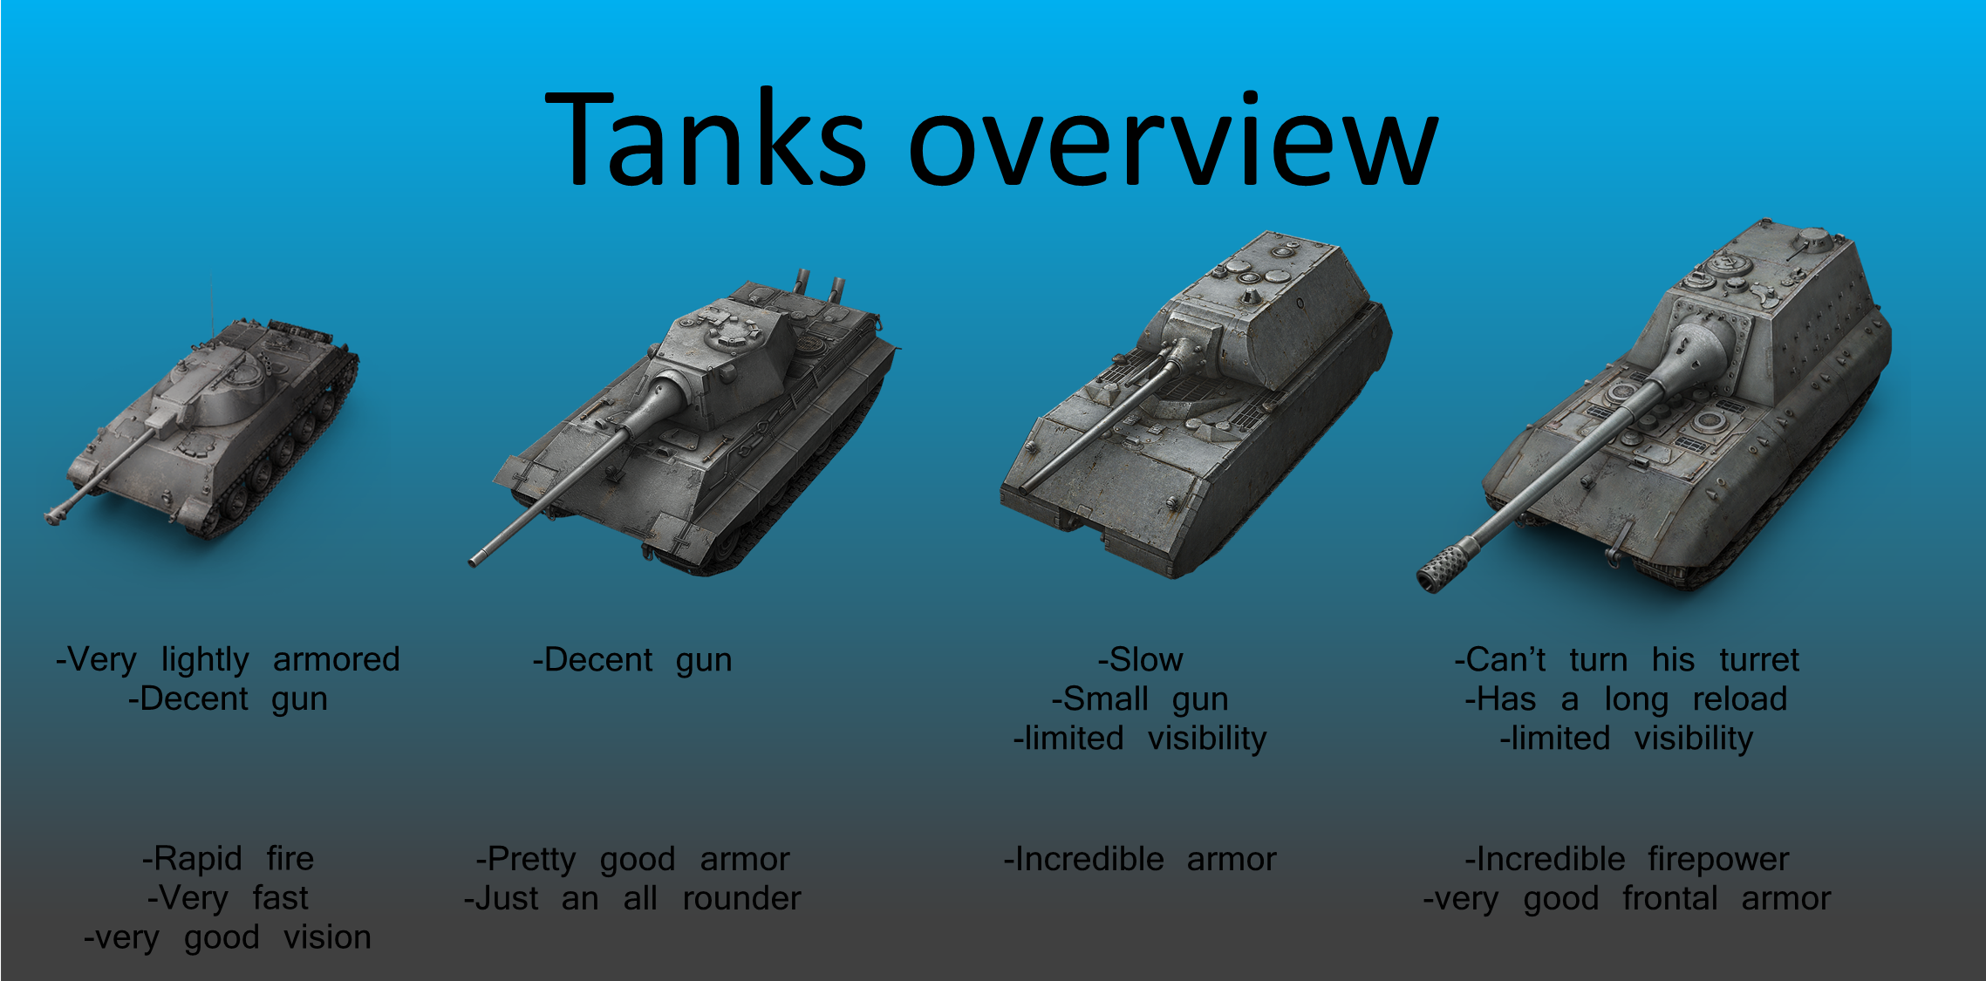 Tanks overview
-Very lightly armored
-Decent gun
-Decent gun
-Slow
-Small gun
-limited visibility
-Can’t turn his turret
-Has a long reload
-limited visibility
-Rapid fire
-Very fast
-very good vision
-Pretty good armor
-Just an all rounder
-Incredible armor
-Incredible firepower
-very good frontal armor